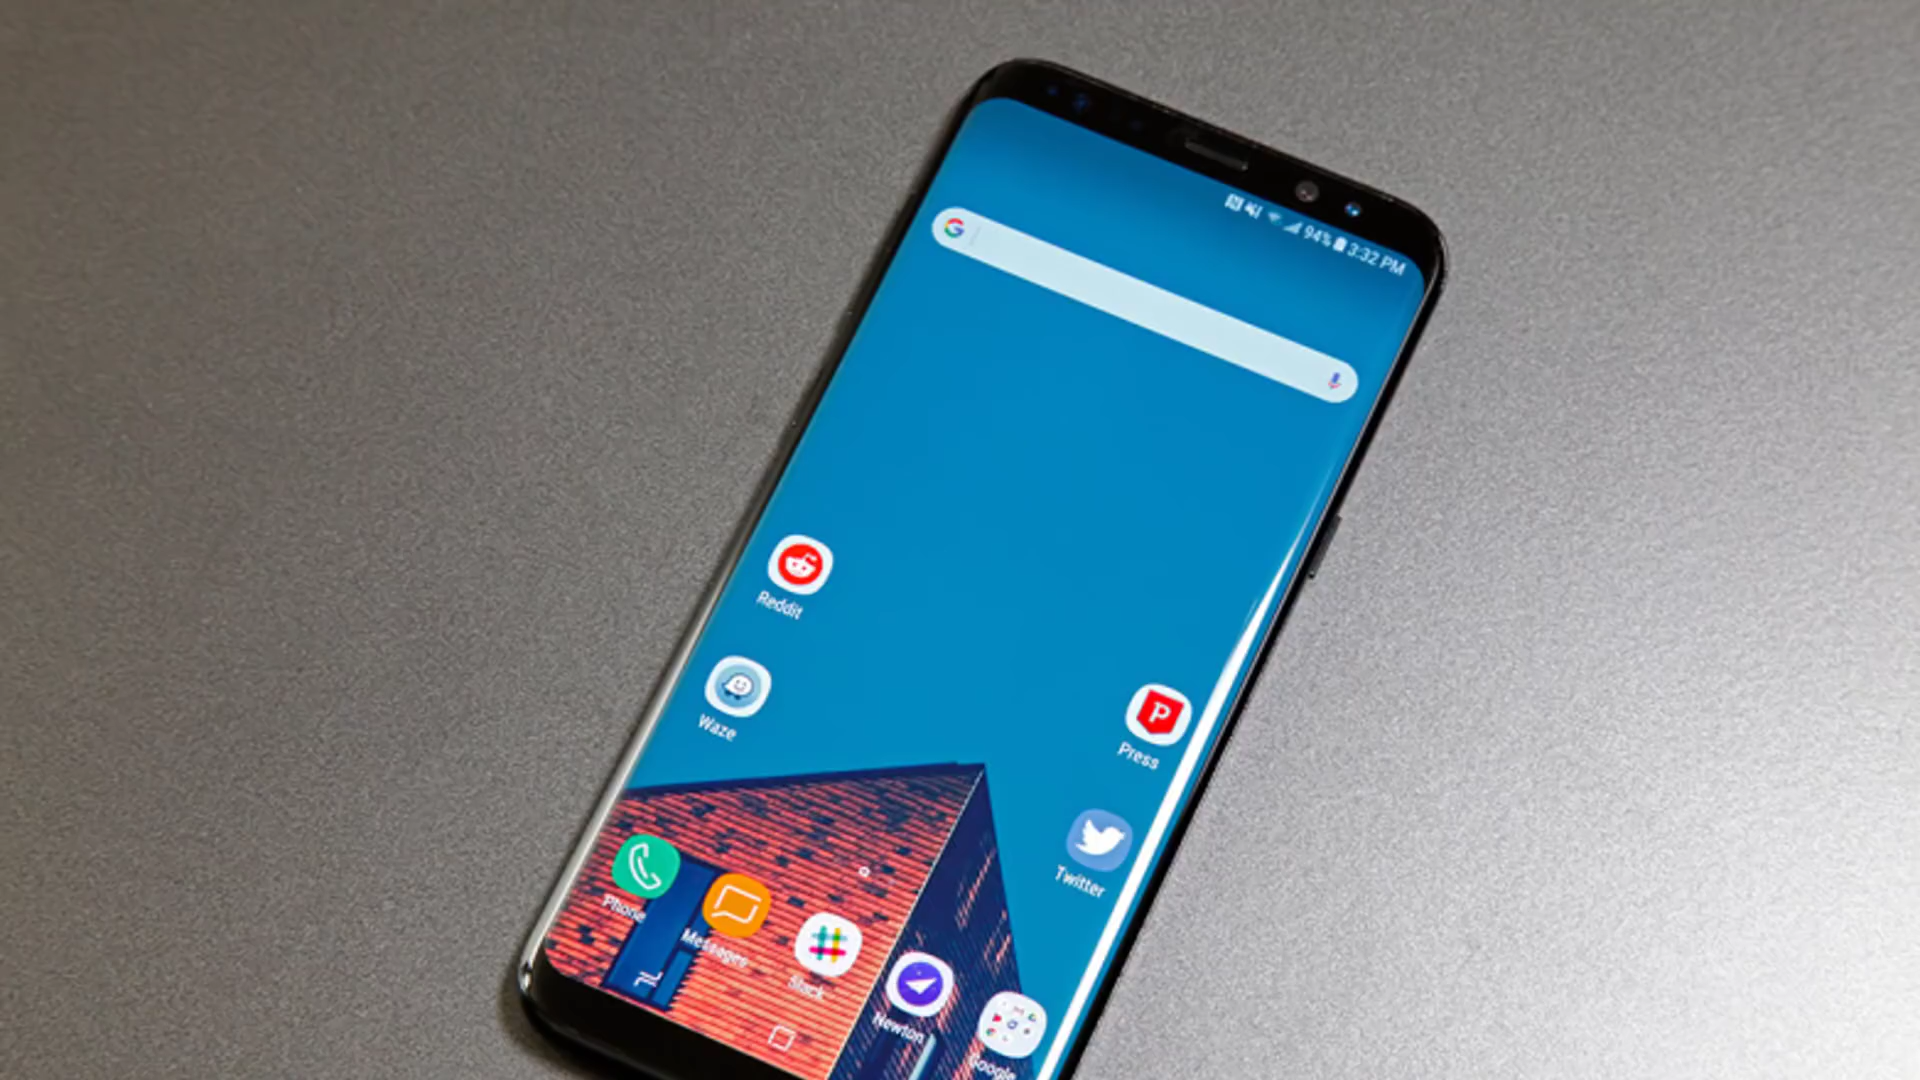 94% 3:32 PM
Reddit
Waze
Press
Twitter
Phone
Messages
Slack
Newton
Google